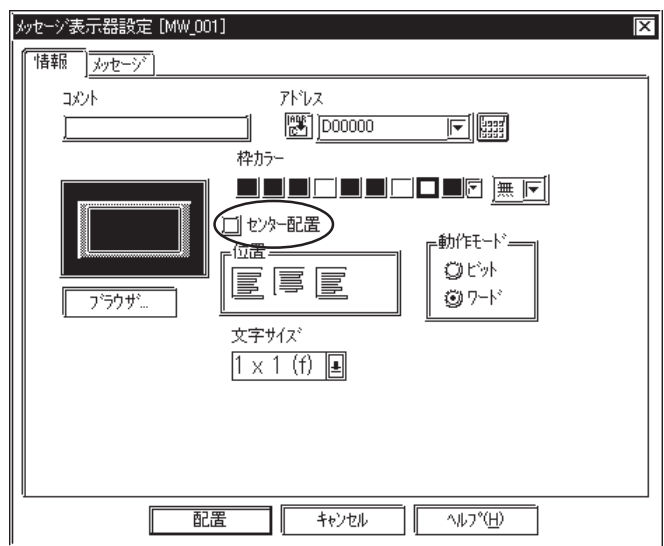 メッセージ表示器設定 [MW_001]
情報 メッセージ
コメント アドレス
D00000
枠カラー
無
センター配置
位置 動作モード
ビット
ブラウザ... ワード
文字サイズ
1 x 1 (f)
配置 キャンセル ヘルプ(H)